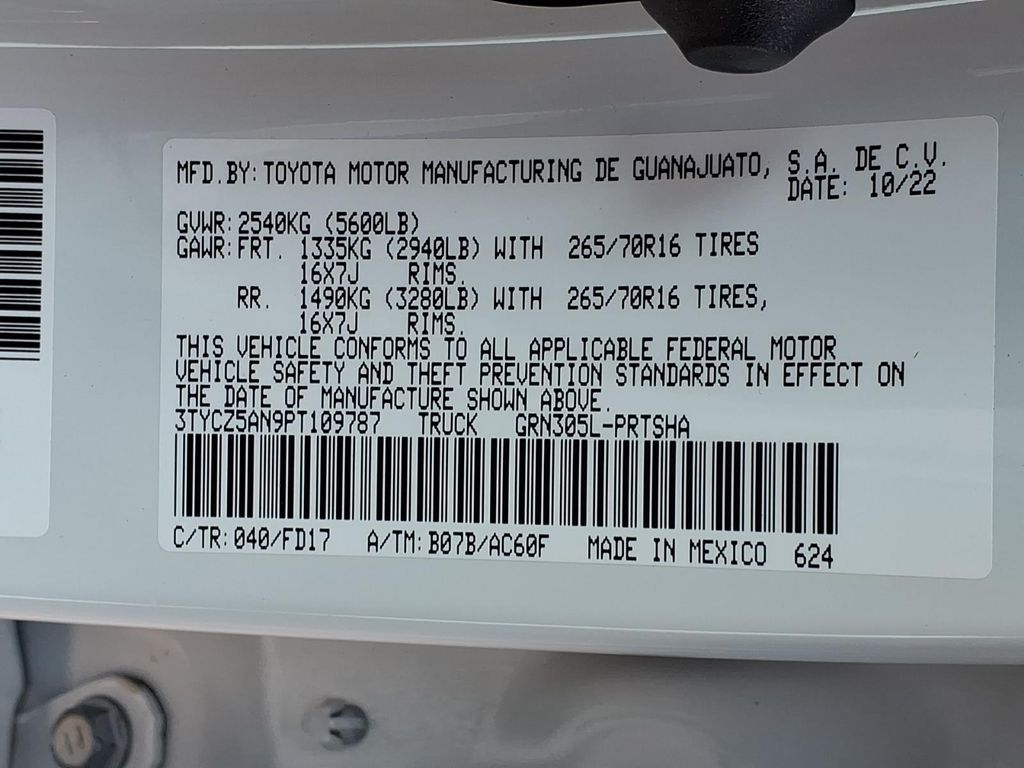 MFD.BY:TOYOTA MOTOR MANUFACTURING DE GUANAJUATO, S.A. DE C.V.
DATE: 10/22
GVWR:2540KG (5600LB)
GAWR:FRT. 1335KG (2940LB) WITH 265/70R16 TIRES
16X7J RIMS.
RR. 1490KG (3280LB) WITH 265/70R16 TIRES,
16X7J RIMS.
THIS VEHICLE CONFORMS TO ALL APPLICABLE FEDERAL MOTOR
VEHICLE SAFETY AND THEFT PREVENTION STANDARDS IN EFFECT ON
THE DATE OF MANUFACTURE SHOWN ABOVE.
3TYCZ5AN9PT109787 TRUCK GRN305L-PRTSHA
C/TR:040/FD17 A/TM:B07B/AC60F MADE IN MEXICO 624